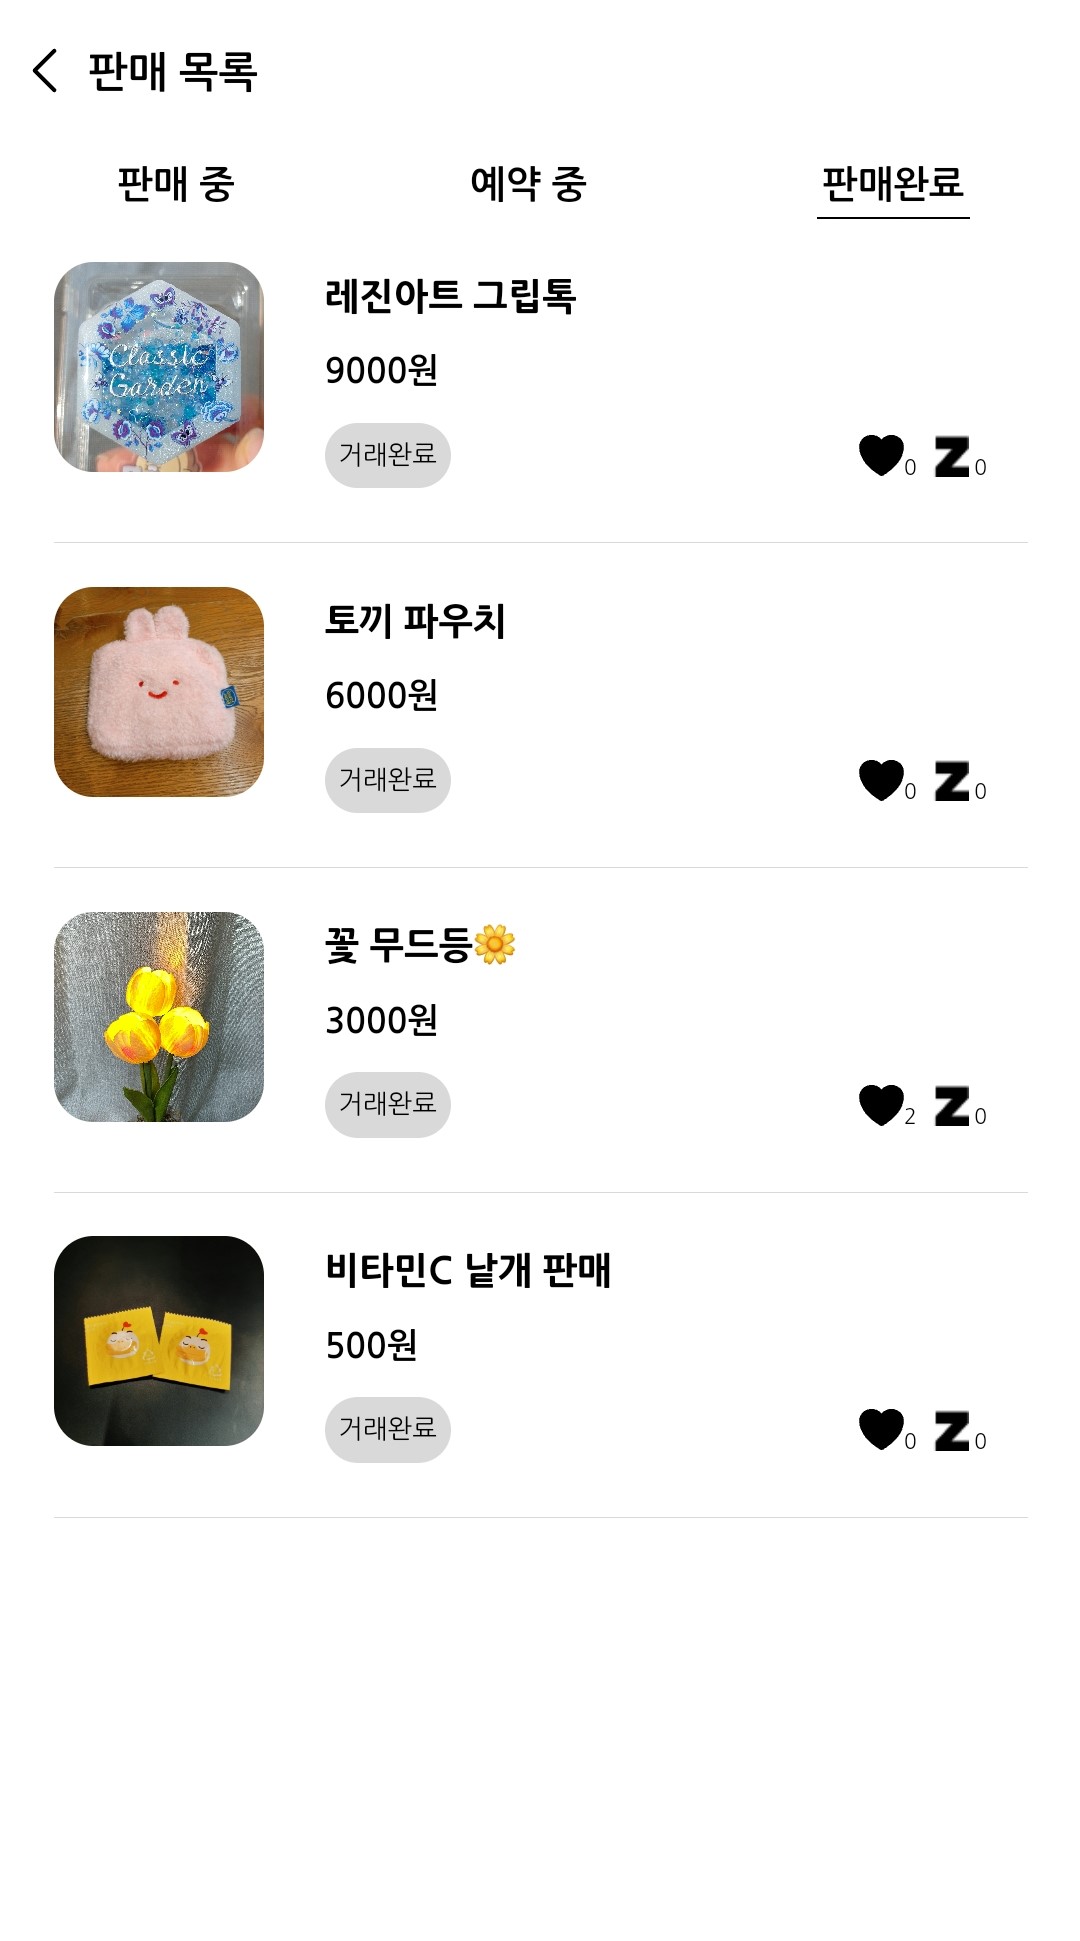 판매 목록
판매 중
예약 중
판매완료
Classic
Garden
레진아트 그립톡
9000원
거래완료
0
Z 0
토끼 파우치
6000원
거래완료
0
Z 0
꽃 무드등🌼
3000원
거래완료
2
Z 0
비타민C 낱개 판매
500원
거래완료
0
Z 0